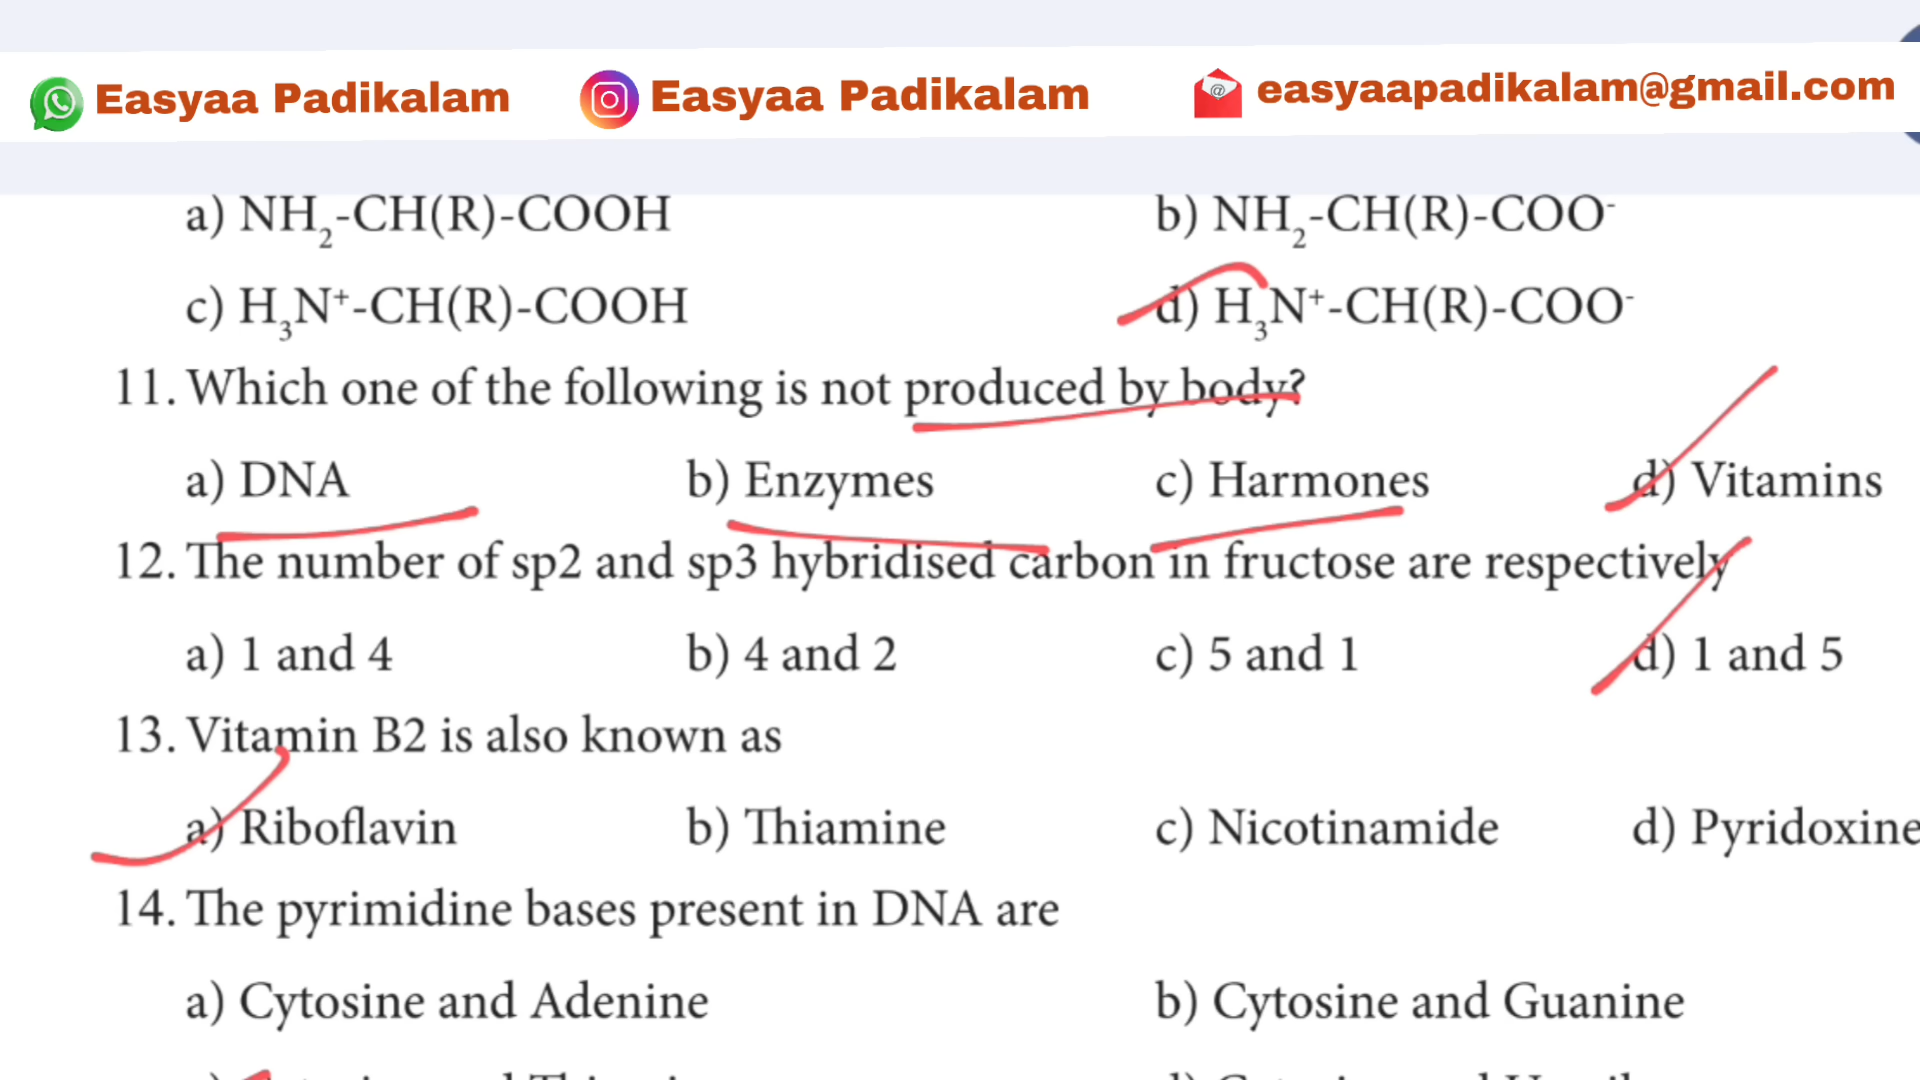 Easyaa Padikalam Easyaa Padikalam easyaapadikalam@gmail.com
a) NH₂-CH(R)-COOH b) NH₂-CH(R)-COO⁻
c) H₃N⁺-CH(R)-COOH d) H₃N⁺-CH(R)-COO⁻
11. Which one of the following is not produced by body?
a) DNA b) Enzymes c) Harmones d) Vitamins
12. The number of sp2 and sp3 hybridised carbon in fructose are respectively
a) 1 and 4 b) 4 and 2 c) 5 and 1 d) 1 and 5
13. Vitamin B2 is also known as
a) Riboflavin b) Thiamine c) Nicotinamide d) Pyridoxine
14. The pyrimidine bases present in DNA are
a) Cytosine and Adenine b) Cytosine and Guanine